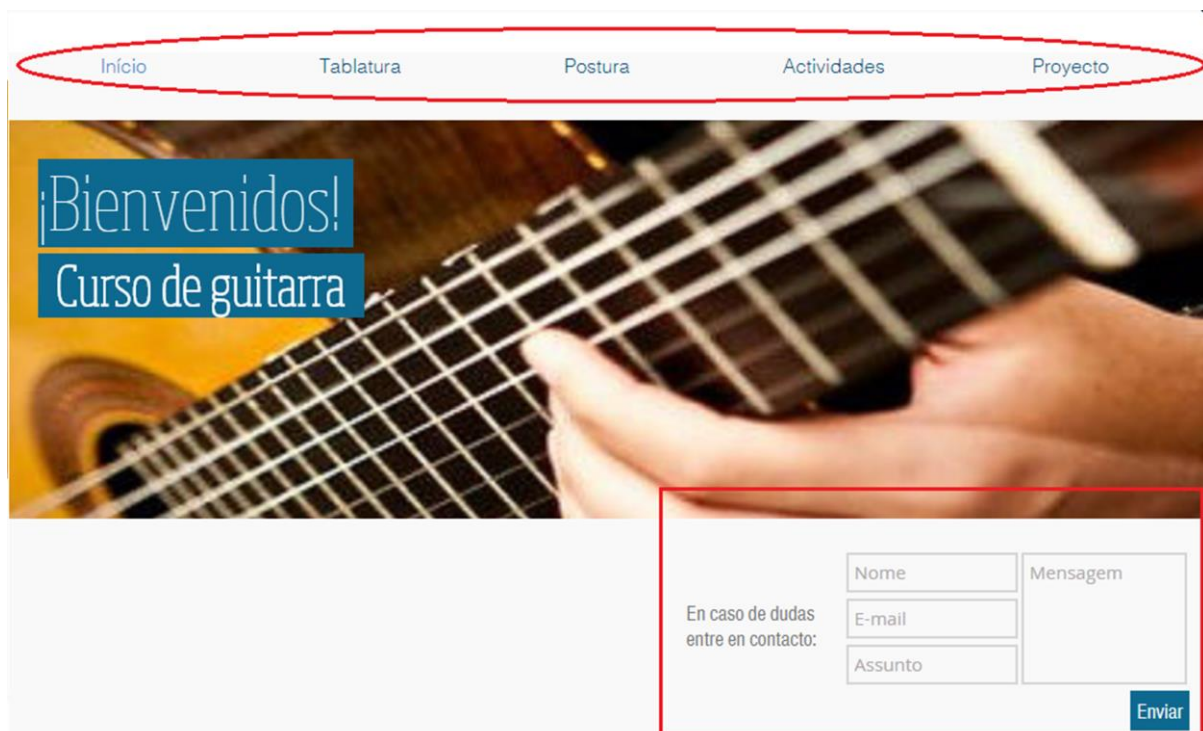 Início Tablatura Postura Actividades Proyecto
¡Bienvenidos!
Curso de guitarra
En caso de dudas
entre en contacto:
Nome
E-mail
Assunto
Mensagem
Enviar